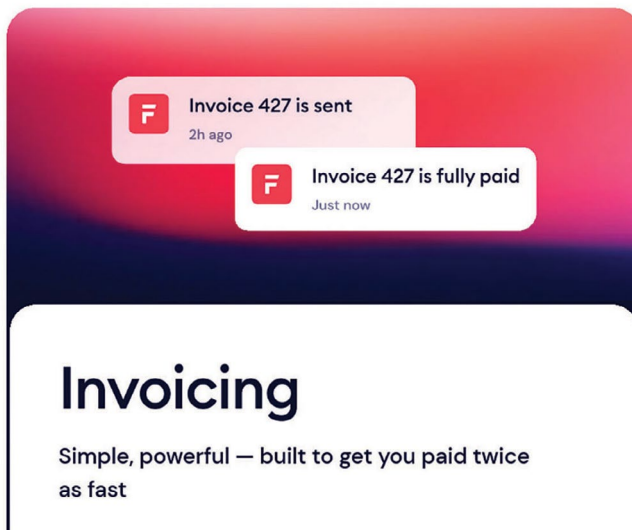 F
Invoice 427 is sent
2h ago
F
Invoice 427 is fully paid
Just now
Invoicing
Simple, powerful — built to get you paid twice
as fast